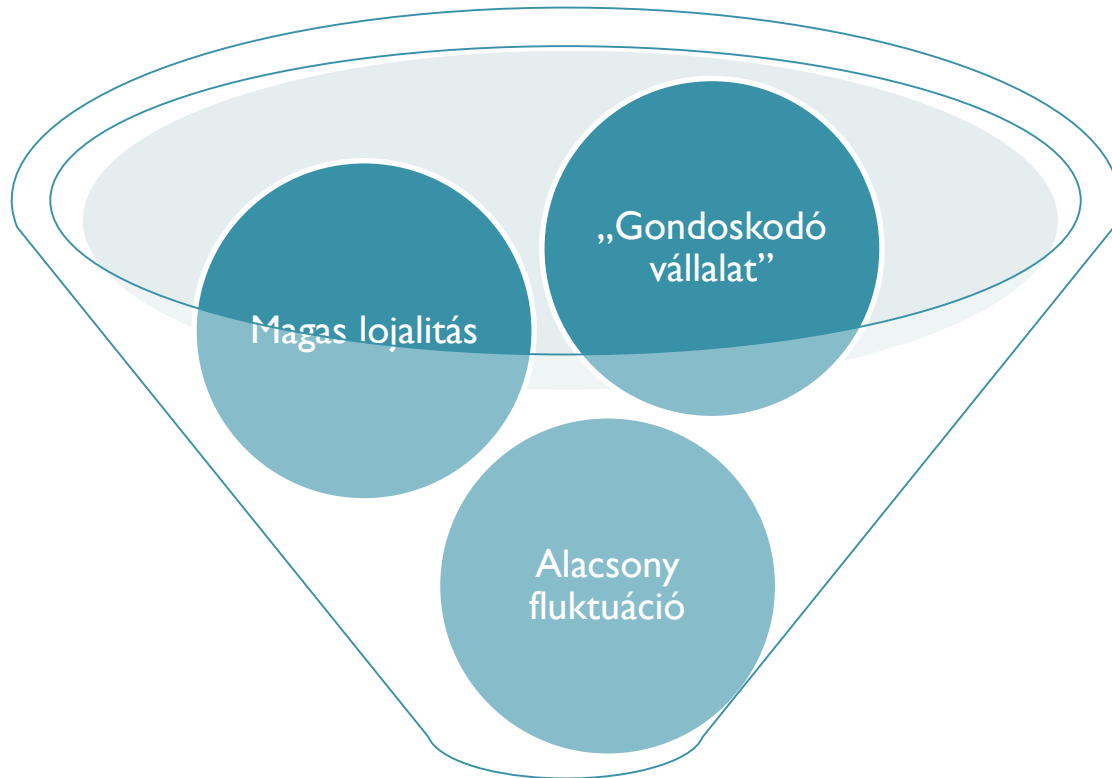 „Gondoskodó
vállalat”
Magas lojalitás
Alacsony
fluktuáció